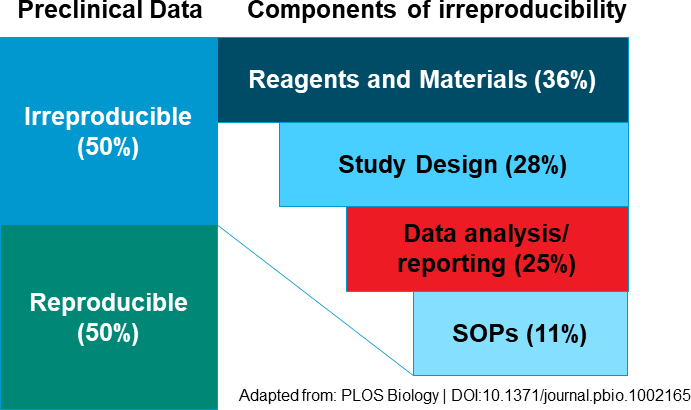 Preclinical Data
Components of irreproducibility
Irreproducible
(50%)
Reproducible
(50%)
Reagents and Materials (36%)
Study Design (28%)
Data analysis/
reporting (25%)
SOPs (11%)
Adapted from: PLOS Biology | DOI:10.1371/journal.pbio.1002165